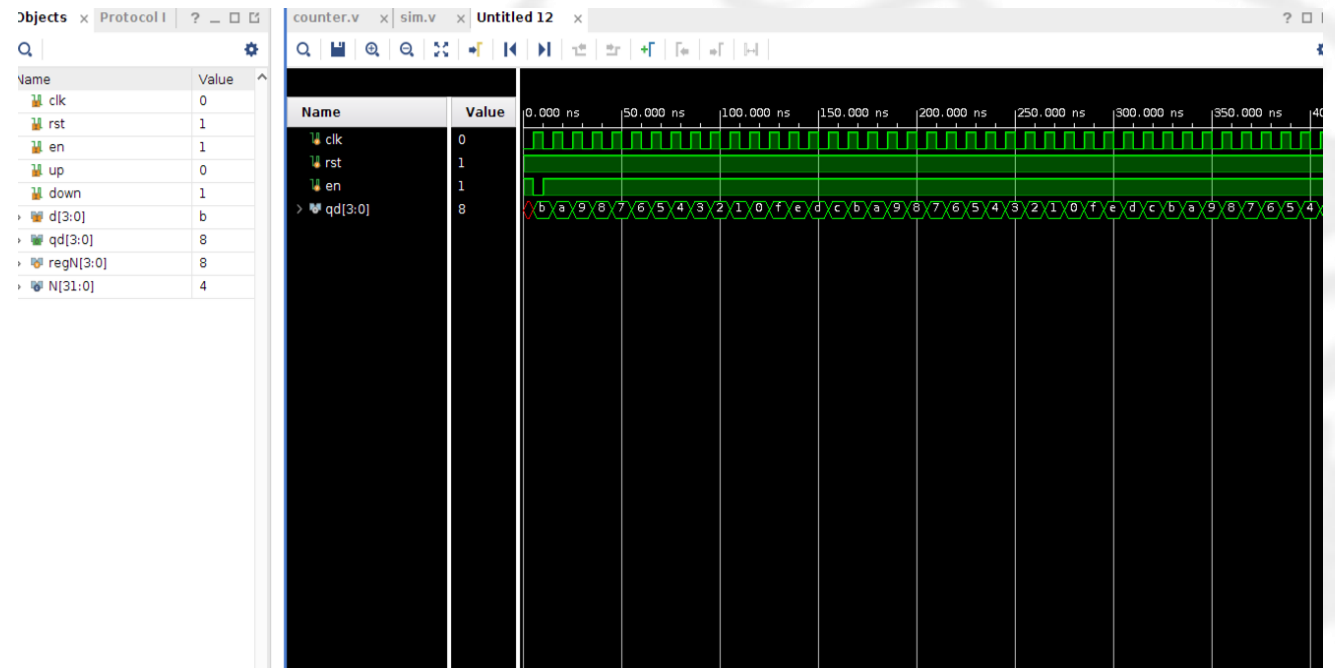 Objects × Protocol I ? _
Name Value
clk 0
rst 1
en 1
up 0
down 1
d[3:0] b
qd[3:0] 8
regN[3:0] 8
N[31:0] 4
counter.v × sim.v × Untitled 12 × ?
Name Value 0.000 ns 50.000 ns 100.000 ns 150.000 ns 200.000 ns 250.000 ns 300.000 ns 350.000 ns 40
clk 0
rst 1
en 1
qd[3:0] 8 b a 9 8 7 6 5 4 3 2 1 0 f e d c b a 9 8 7 6 5 4 3 2 1 0 f e d c b a 9 8 7 6 5 4